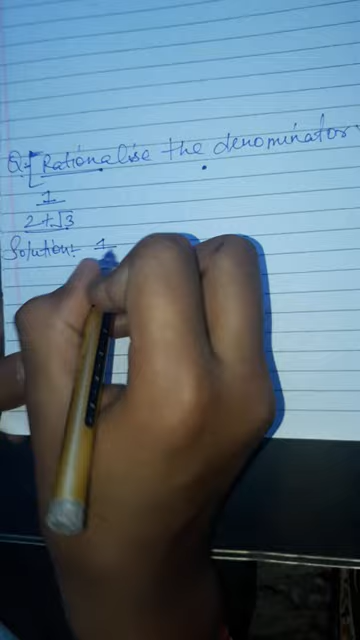 Q-[Rationalise the denominator.
1
2+√3
Solution:- 1